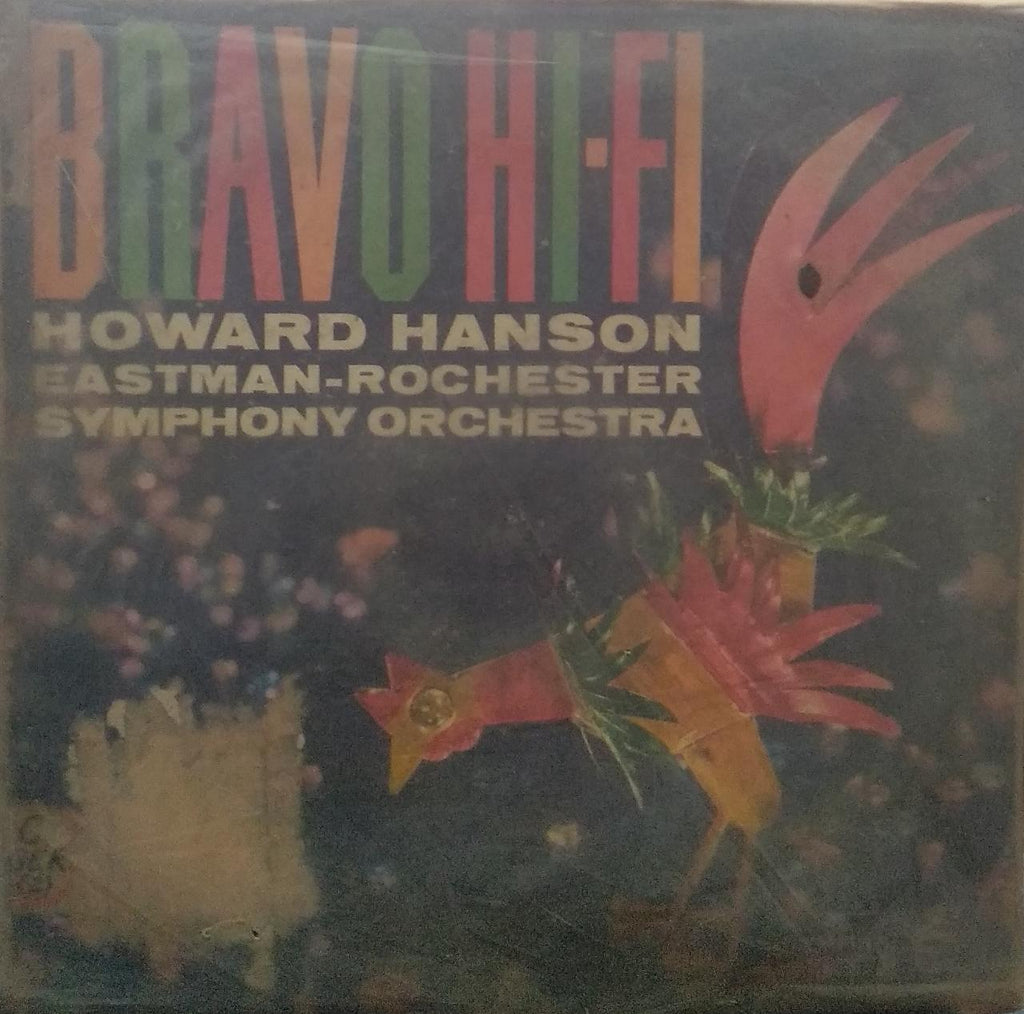 BRAVO HI-FI
HOWARD HANSON
EASTMAN-ROCHESTER
SYMPHONY ORCHESTRA